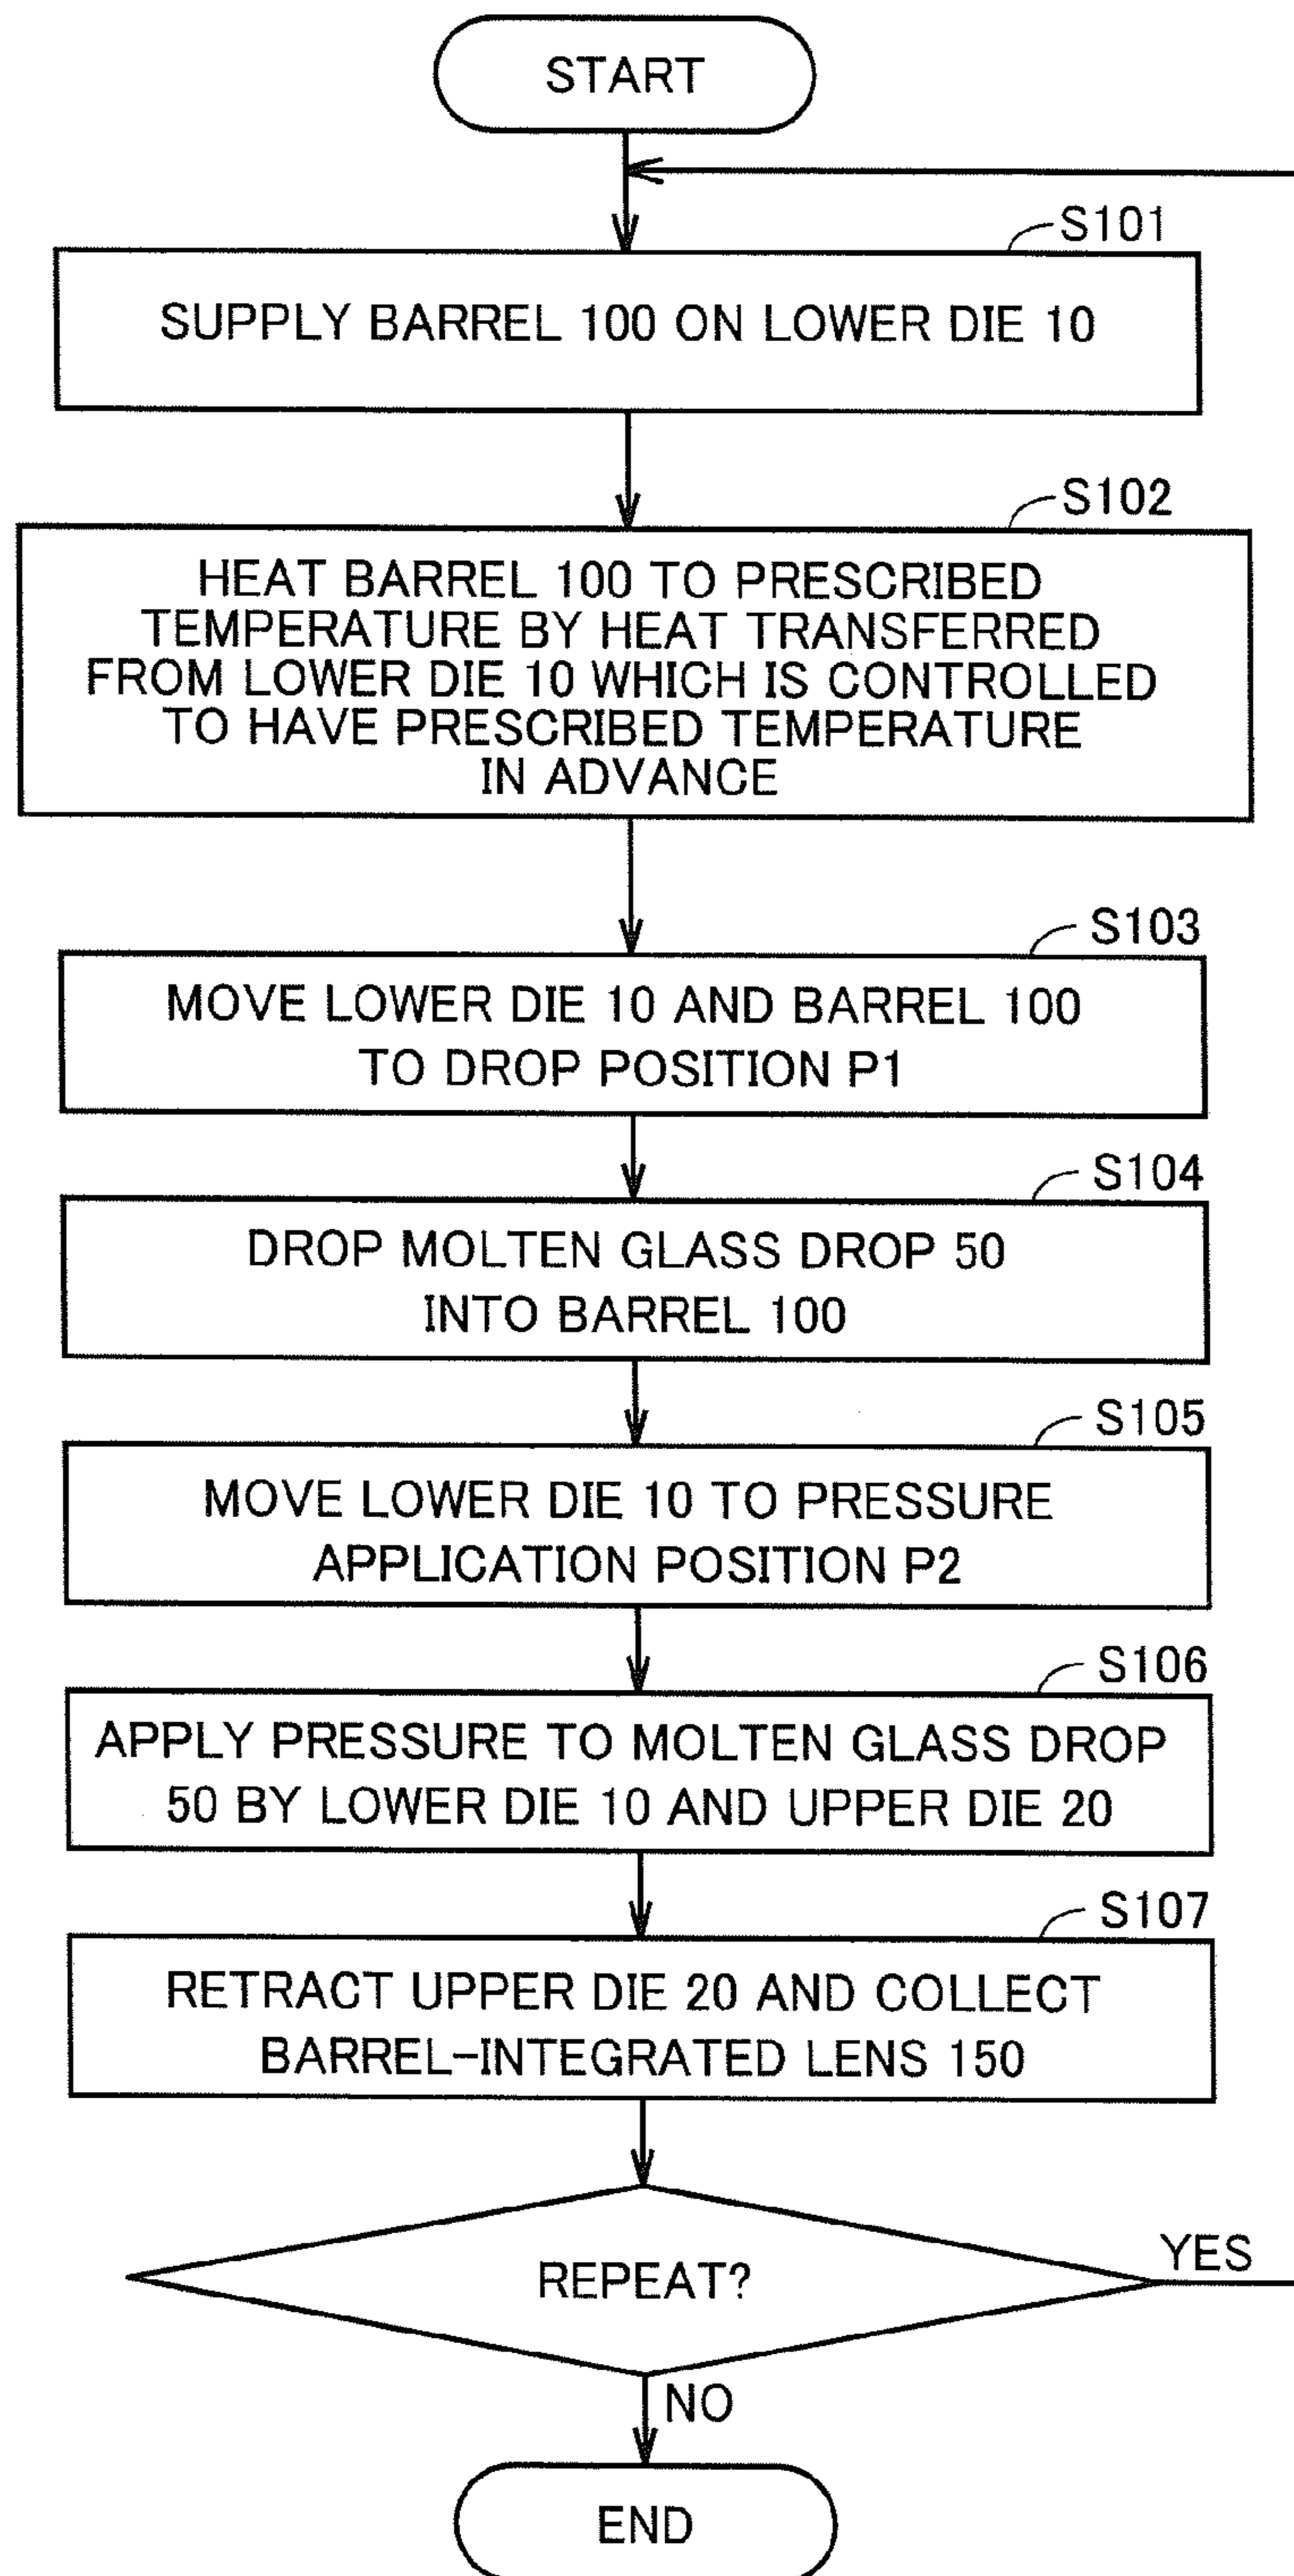 START
S101
SUPPLY BARREL 100 ON LOWER DIE 10
S102
HEAT BARREL 100 TO PRESCRIBED
TEMPERATURE BY HEAT TRANSFERRED
FROM LOWER DIE 10 WHICH IS CONTROLLED
TO HAVE PRESCRIBED TEMPERATURE
IN ADVANCE
S103
MOVE LOWER DIE 10 AND BARREL 100
TO DROP POSITION P1
S104
DROP MOLTEN GLASS DROP 50
INTO BARREL 100
S105
MOVE LOWER DIE 10 TO PRESSURE
APPLICATION POSITION P2
S106
APPLY PRESSURE TO MOLTEN GLASS DROP
50 BY LOWER DIE 10 AND UPPER DIE 20
S107
RETRACT UPPER DIE 20 AND COLLECT
BARREL-INTEGRATED LENS 150
REPEAT?
YES
NO
END